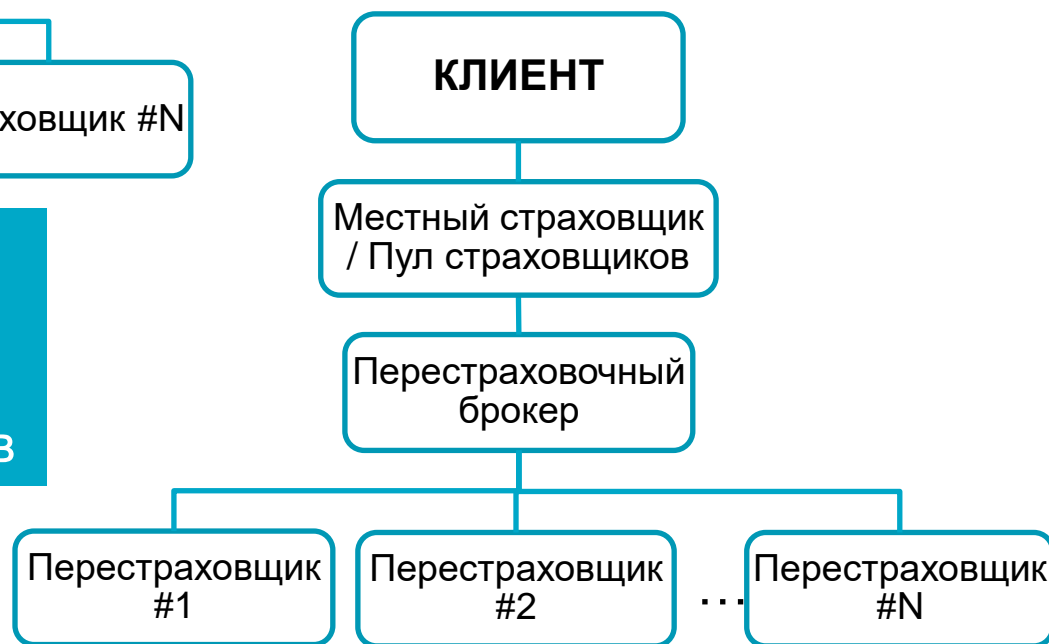 КЛИЕНТ
ховщик #N
Местный страховщик
/ Пул страховщиков
Перестраховочный
брокер
в
Перестраховщик
#1
Перестраховщик
#2
...
Перестраховщик
#N